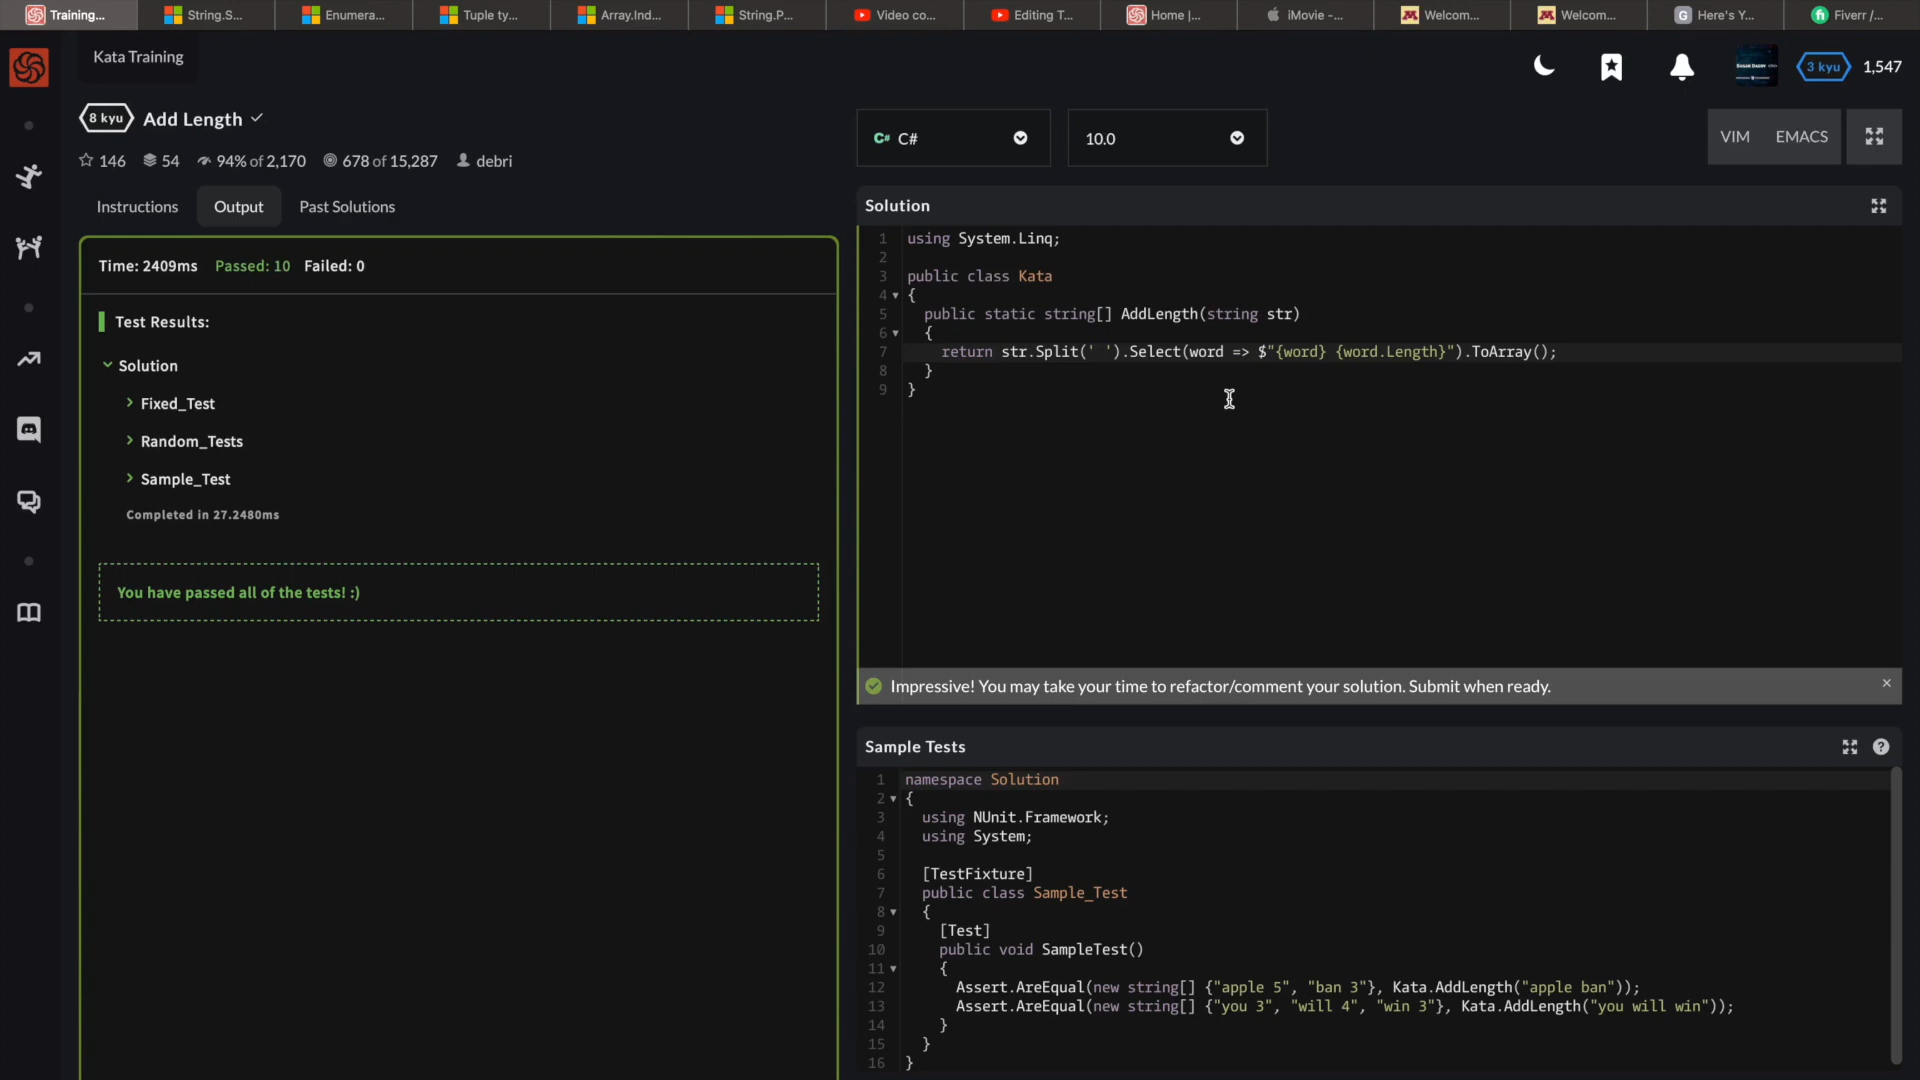 Training...
String.S...
Enumera...
Tuple ty...
Array.Ind...
String.P...
Video co...
Editing T...
Home |...
iMovie -...
Welcom...
Welcom...
Here's Y...
Fiverr /...
Kata Training
3 kyu 1,547
8 kyu Add Length
146 54 94% of 2,170 678 of 15,287 debri
C# C#
10.0
VIM EMACS
Instructions Output Past Solutions
Time: 2409ms Passed: 10 Failed: 0
Test Results:
Solution
Fixed_Test
Random_Tests
Sample_Test
Completed in 27.2480ms
You have passed all of the tests! :)
Solution
1 using System.Linq;
2
3 public class Kata
4 {
5 public static string[] AddLength(string str)
6 {
7 return str.Split(' ').Select(word => $"{word} {word.Length}").ToArray();
8 }
9 }
Impressive! You may take your time to refactor/comment your solution. Submit when ready.
Sample Tests
1 namespace Solution
2 {
3 using NUnit.Framework;
4 using System;
5
6 [TestFixture]
7 public class Sample_Test
8 {
9 [Test]
10 public void SampleTest()
11 {
12 Assert.AreEqual(new string[] {"apple 5", "ban 3"}, Kata.AddLength("apple ban"));
13 Assert.AreEqual(new string[] {"you 3", "will 4", "win 3"}, Kata.AddLength("you will win"));
14 }
15 }
16 }